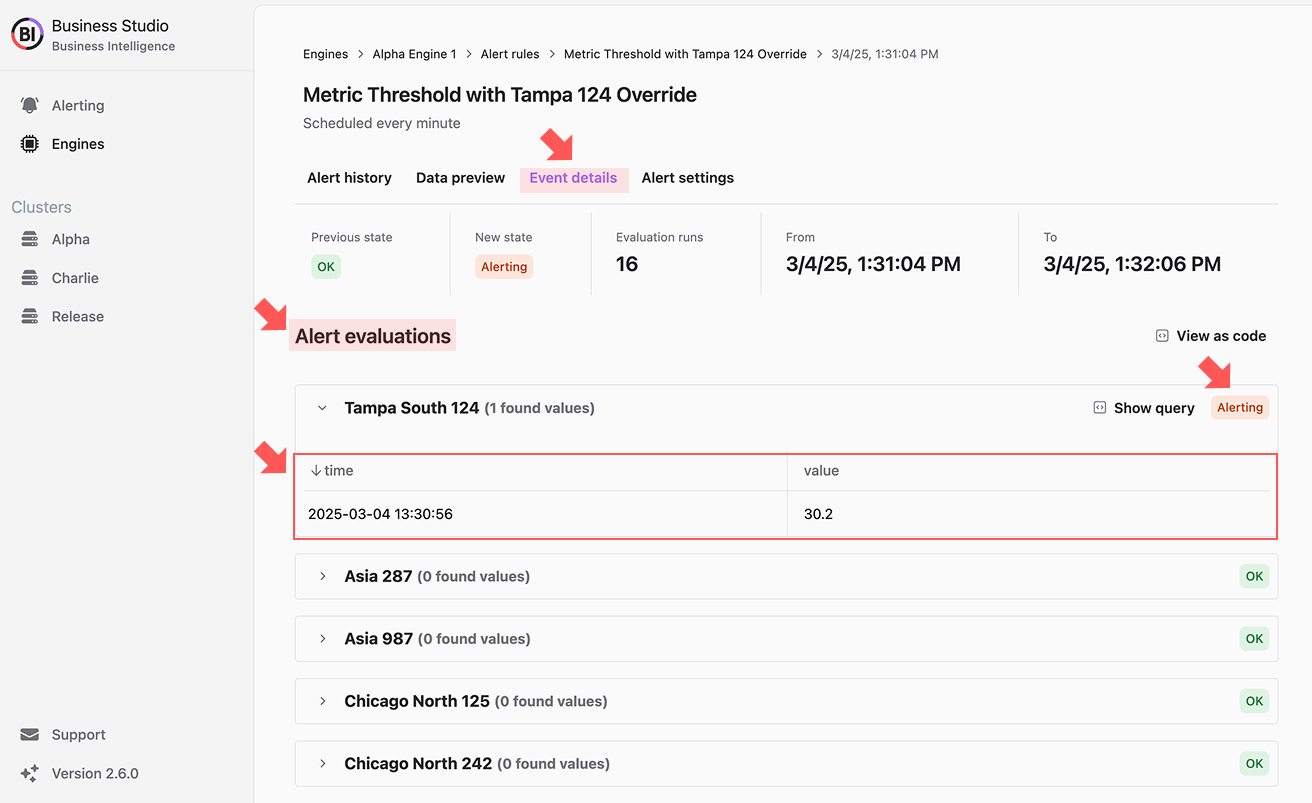 BI
Business Studio
Business Intelligence
Alerting
Engines
Clusters
Alpha
Charlie
Release
Support
Version 2.6.0
Engines > Alpha Engine 1 > Alert rules > Metric Threshold with Tampa 124 Override > 3/4/25, 1:31:04 PM
Metric Threshold with Tampa 124 Override
Scheduled every minute
Alert history Data preview Event details Alert settings
Previous state New state Evaluation runs From To
OK Alerting 16 3/4/25, 1:31:04 PM 3/4/25, 1:32:06 PM
Alert evaluations View as code
Tampa South 124 (1 found values) Show query Alerting
↓ time value
2025-03-04 13:30:56 30.2
Asia 287 (0 found values) OK
Asia 987 (0 found values) OK
Chicago North 125 (0 found values) OK
Chicago North 242 (0 found values) OK